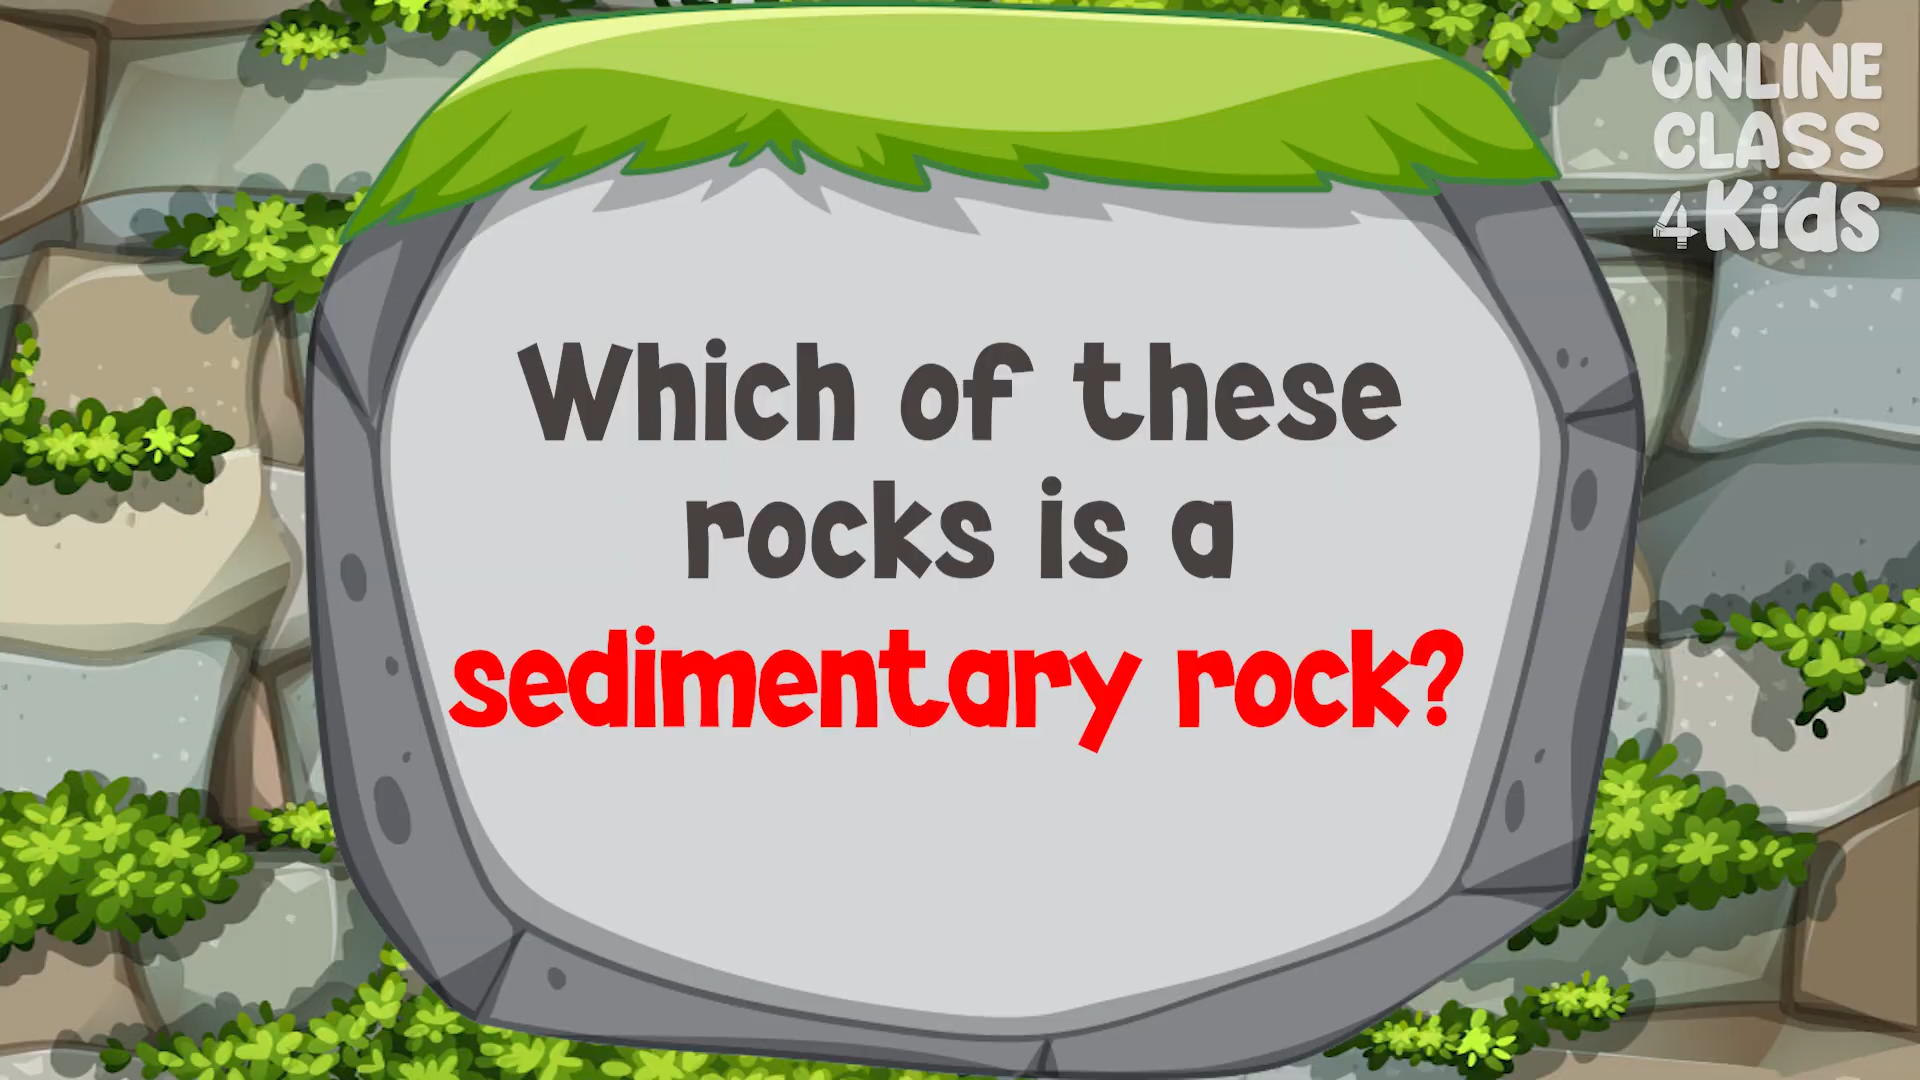 ONLINE
CLASS
4Kids
Which of these
rocks is a
sedimentary rock?